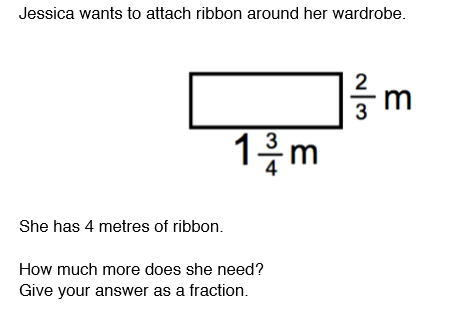 Jessica wants to attach ribbon around her wardrobe.
2/3 m
1 3/4 m
She has 4 metres of ribbon.
How much more does she need?
Give your answer as a fraction.